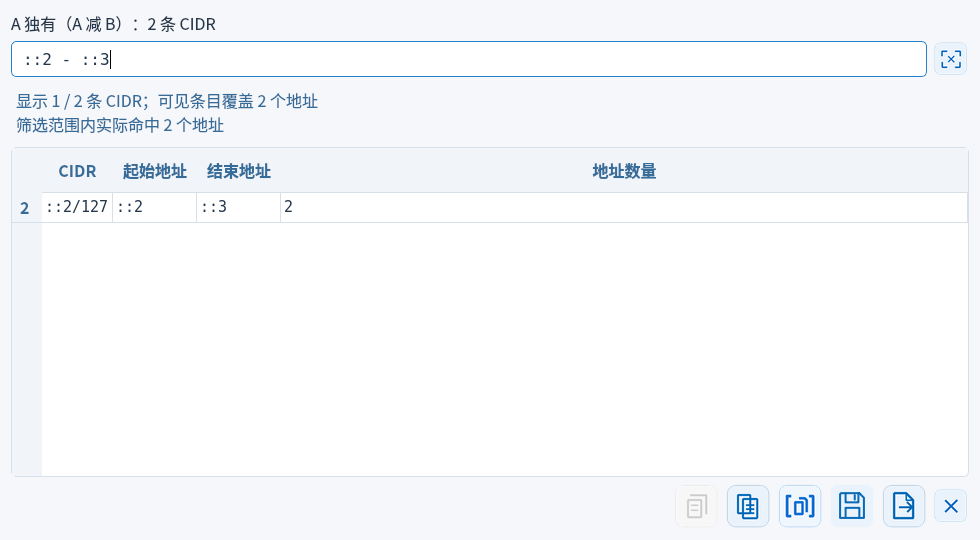 A 独有（A 减 B）：2 条 CIDR
::2 - ::3
显示 1 / 2 条 CIDR；可见条目覆盖 2 个地址
筛选范围内实际命中 2 个地址
CIDR 起始地址 结束地址 地址数量
2 ::2/127 ::2 ::3 2